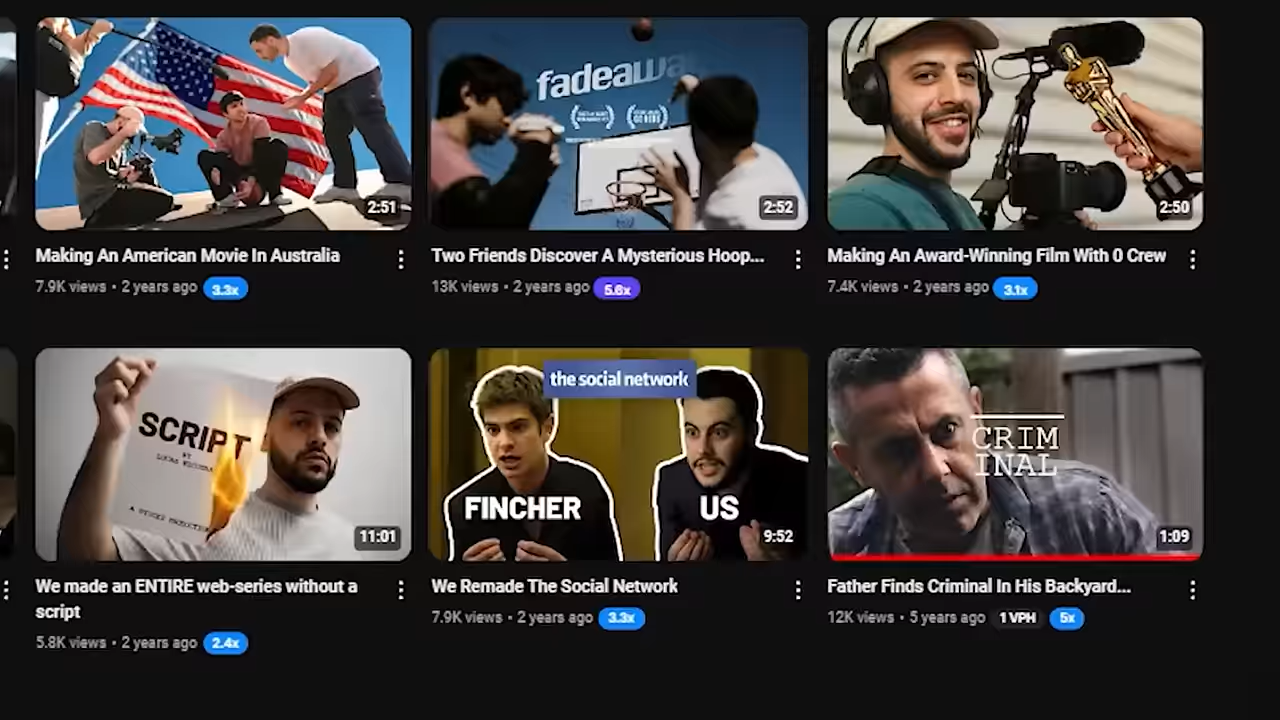 fadeawa
2:51
2:52
2:50
Making An American Movie In Australia
Two Friends Discover A Mysterious Hoop...
Making An Award-Winning Film With 0 Crew
7.9K views • 2 years ago 3.3x
13K views • 2 years ago 5.6x
7.4K views • 2 years ago 3.1x
SCRIPT
BY
11:01
the social network
FINCHER
US
9:52
CRIM
INAL
1:09
We made an ENTIRE web-series without a
script
We Remade The Social Network
Father Finds Criminal In His Backyard...
5.8K views • 2 years ago 2.4x
7.9K views • 2 years ago 3.3x
12K views • 5 years ago 1 VPH 5x